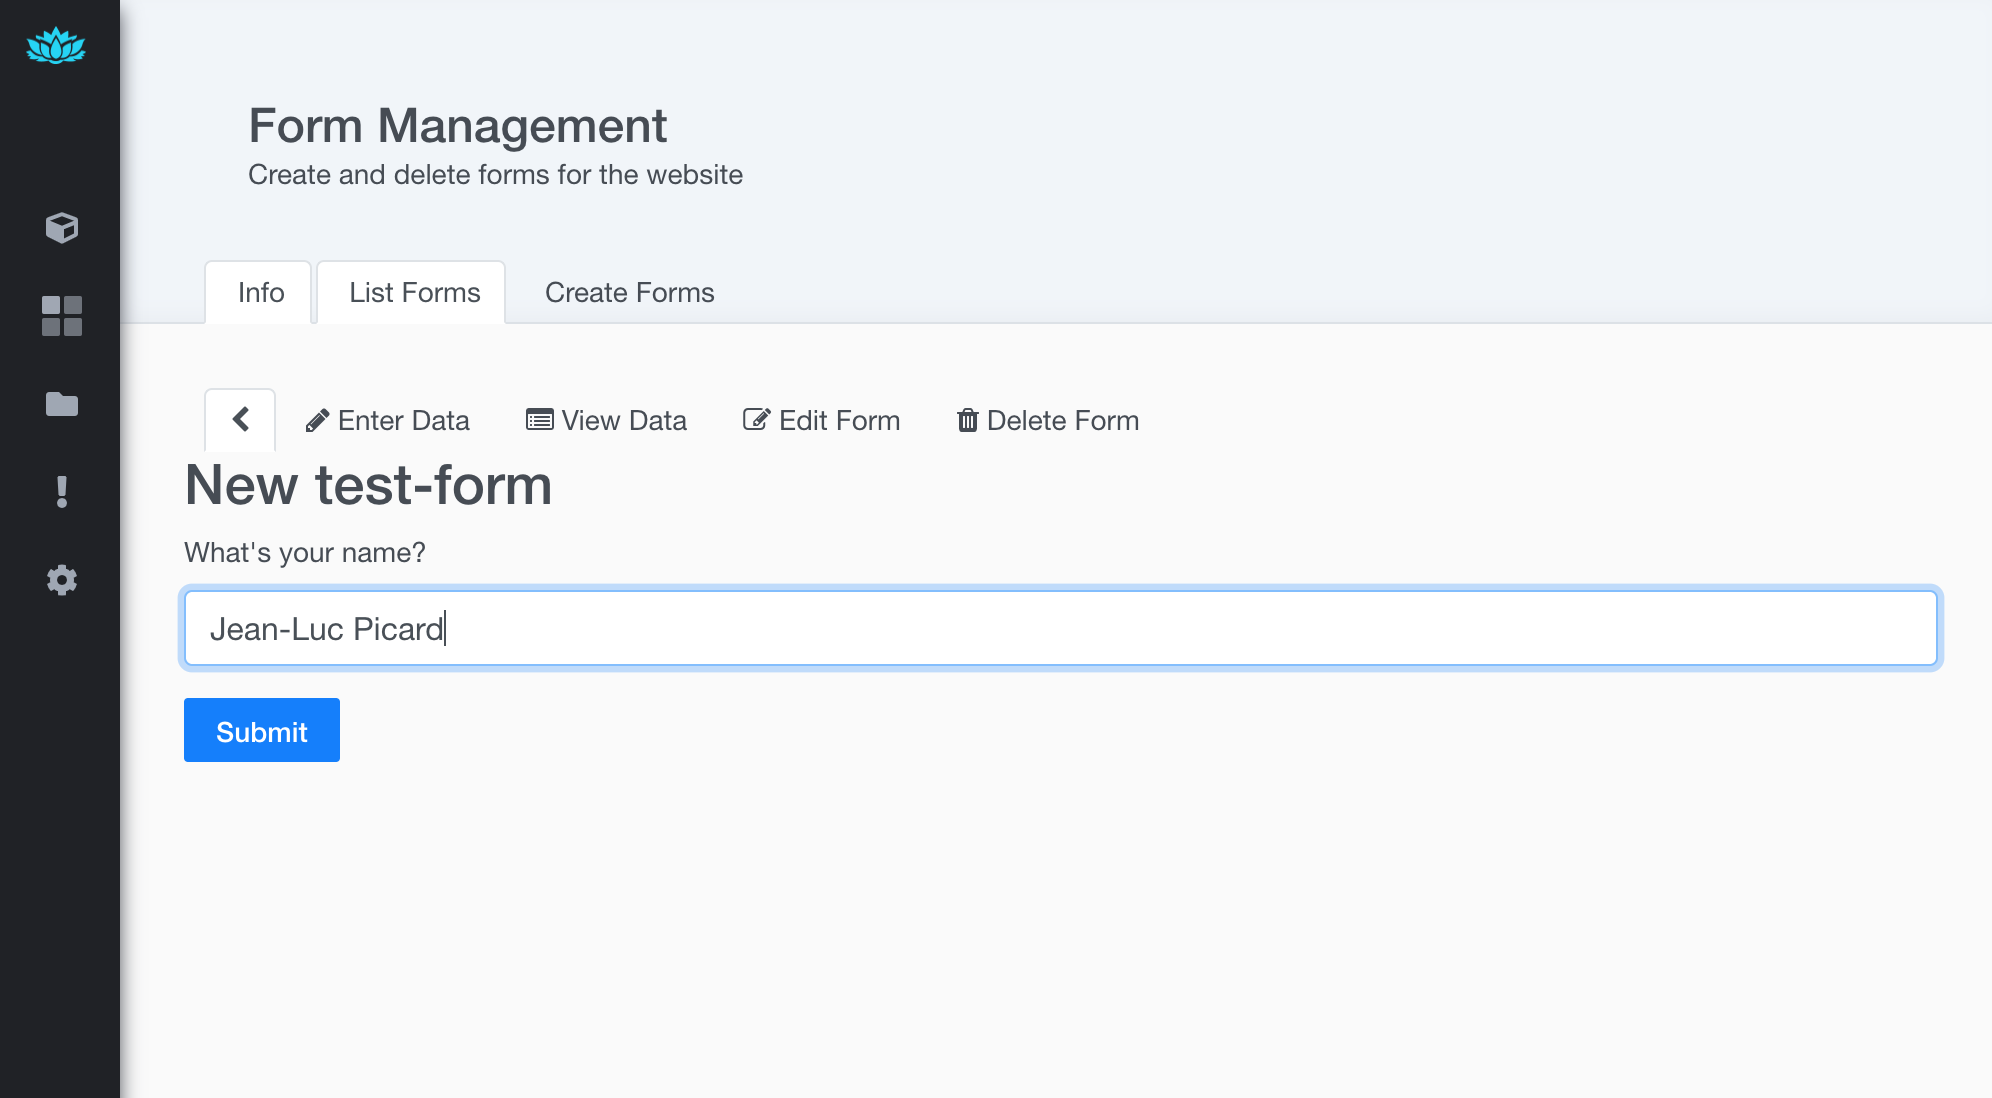 Form Management
Create and delete forms for the website
Info List Forms Create Forms
Enter Data View Data Edit Form Delete Form
New test-form
What's your name?
Jean-Luc Picard
Submit